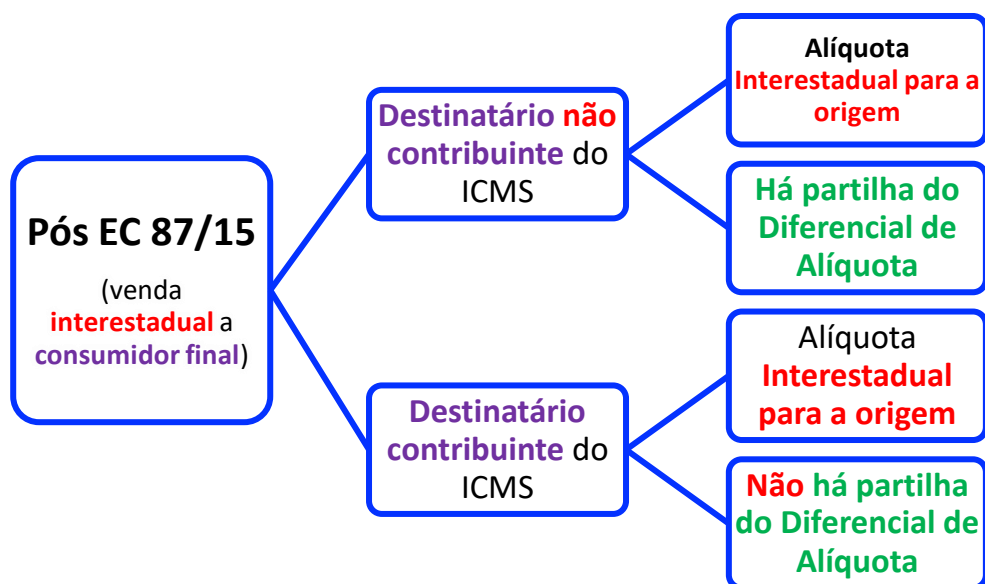 Pós EC 87/15
(venda
interestadual a
consumidor final)
Destinatário não
contribuinte do
ICMS
Alíquota
Interestadual para a
origem
Há partilha do
Diferencial de
Alíquota
Destinatário
contribuinte do
ICMS
Alíquota
Interestadual
para a origem
Não há partilha
do Diferencial de
Alíquota